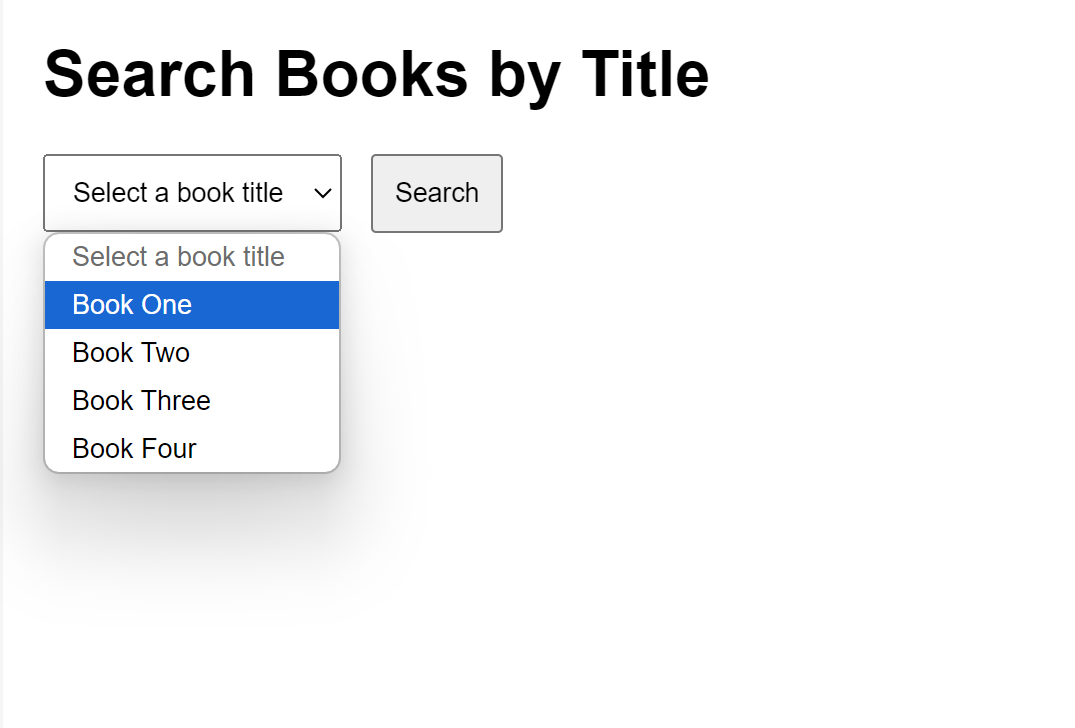 Search Books by Title
Select a book title Search
Select a book title
Book One
Book Two
Book Three
Book Four